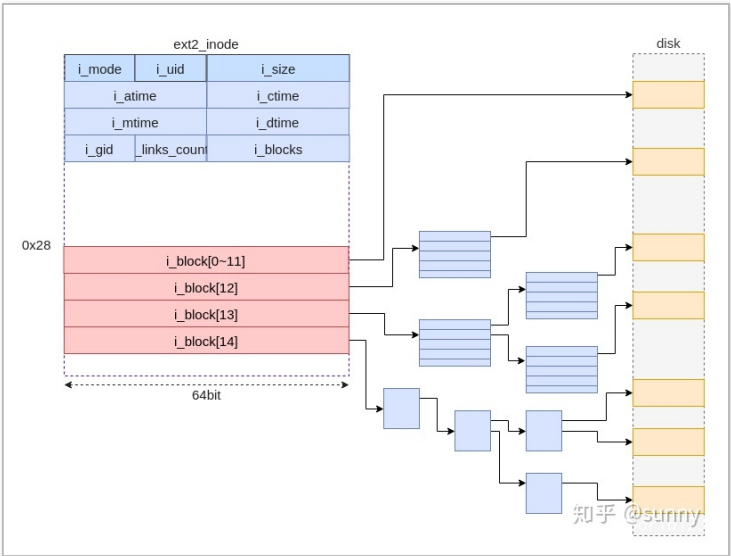 ext2_inode
disk
i_mode i_uid i_size
i_atime i_ctime
i_mtime i_dtime
i_gid _links_count i_blocks
0x28
i_block[0~11]
i_block[12]
i_block[13]
i_block[14]
64bit
知乎 @sunny